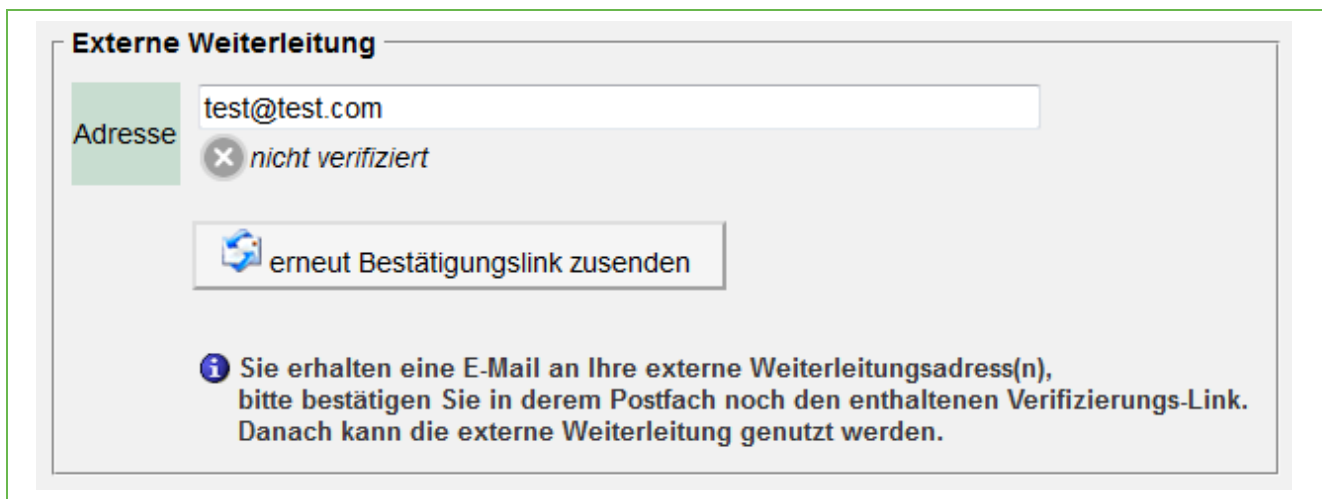 Externe Weiterleitung
test@test.com
Adresse
nicht verifiziert
erneut Bestätigungslink zusenden
Sie erhalten eine E-Mail an Ihre externe Weiterleitungsadress(n),
bitte bestätigen Sie in derem Postfach noch den enthaltenen Verifizierungs-Link.
Danach kann die externe Weiterleitung genutzt werden.